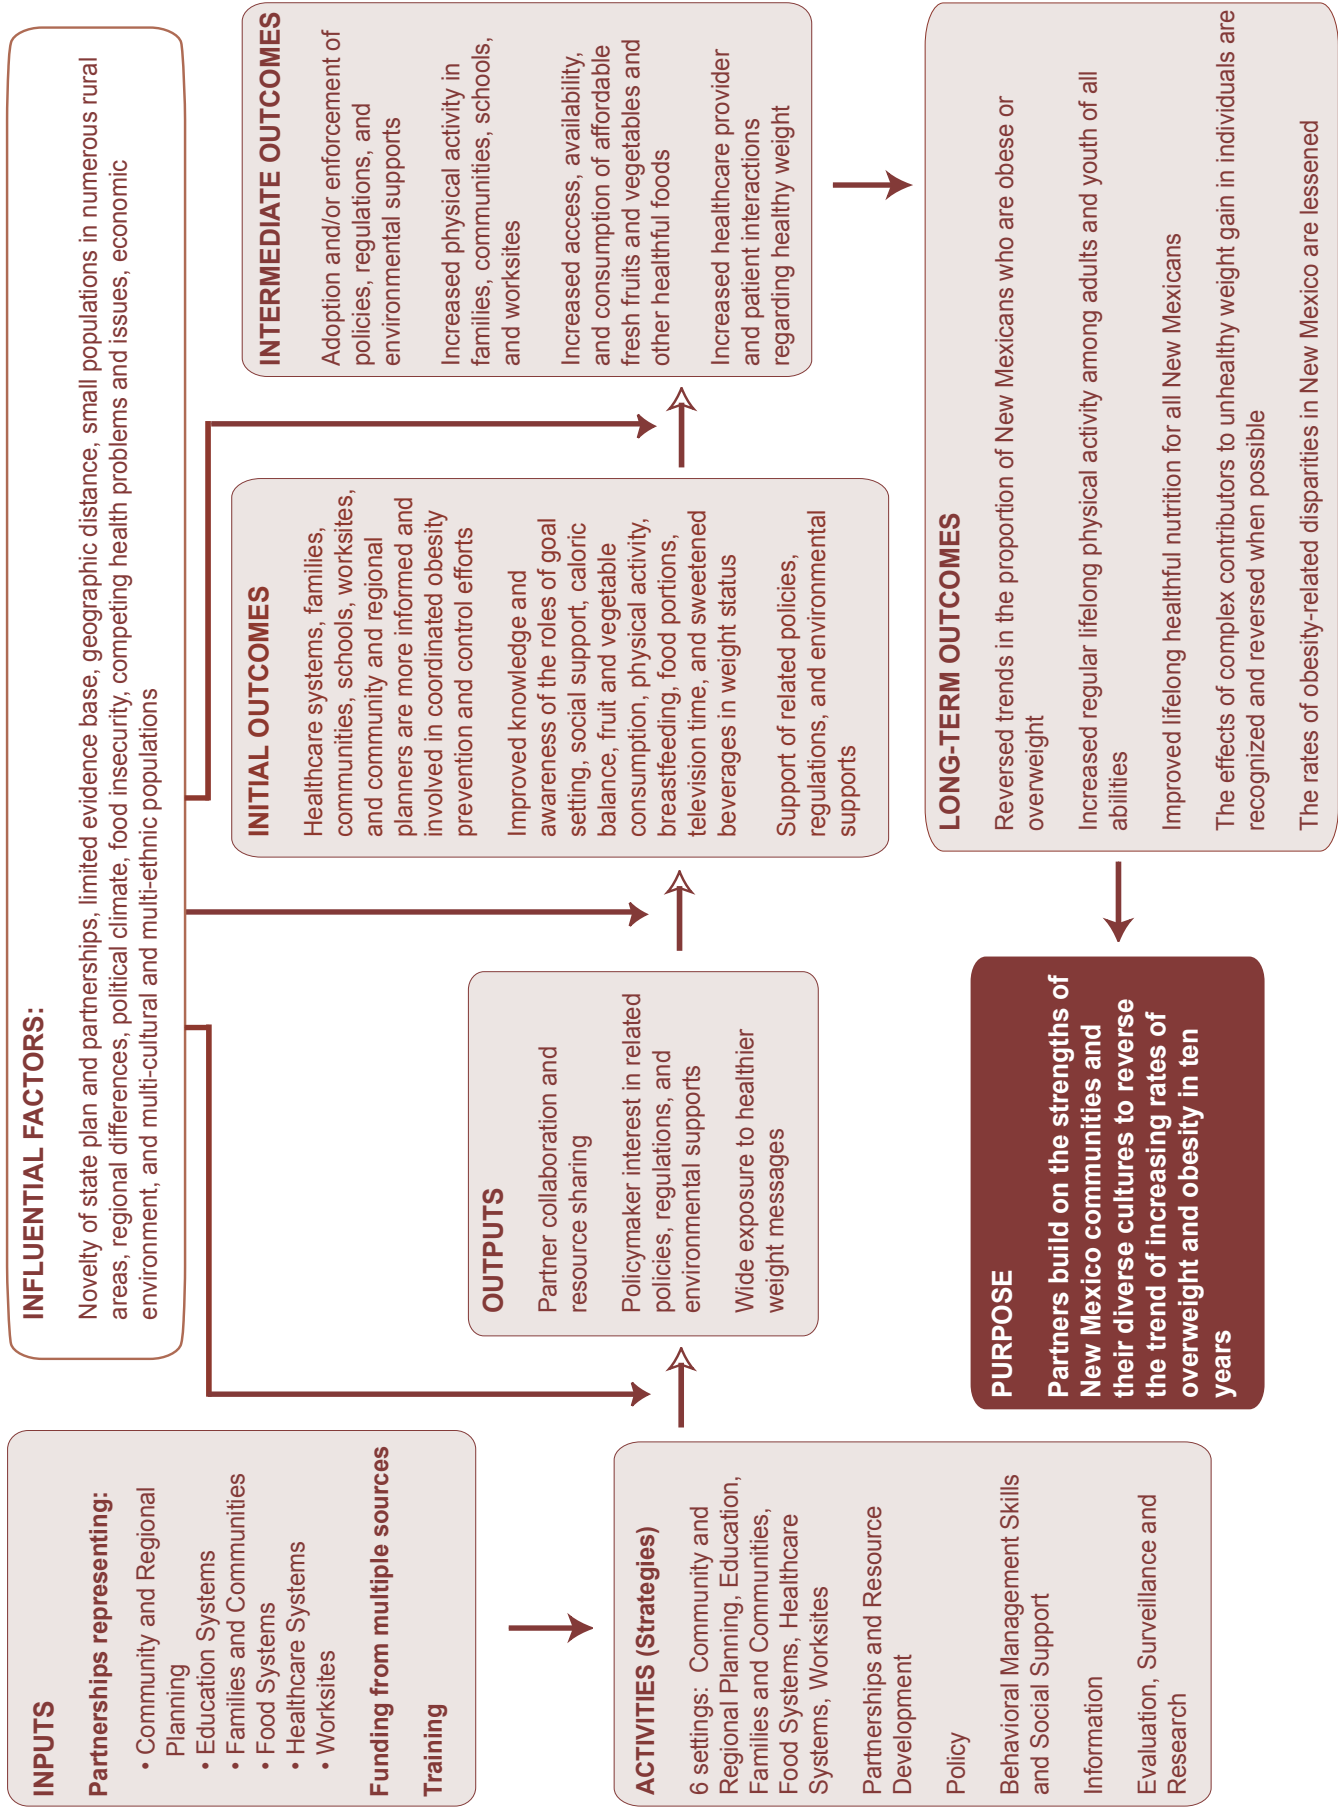 INPUTS
Partnerships representing:
• Community and Regional
Planning
• Education Systems
• Families and Communities
• Food Systems
• Healthcare Systems
• Worksites
Funding from multiple sources
Training
INFLUENTIAL FACTORS:
Novelty of state plan and partnerships, limited evidence base, geographic distance, small populations in numerous rural
areas, regional differences, political climate, food insecurity, competing health problems and issues, economic
environment, and multi-cultural and multi-ethnic populations
ACTIVITIES (Strategies)
6 settings: Community and
Regional Planning, Education,
Families and Communities,
Food Systems, Healthcare
Systems, Worksites
Partnerships and Resource
Development
Policy
Behavioral Management Skills
and Social Support
Information
Evaluation, Surveillance and
Research
OUTPUTS
Partner collaboration and
resource sharing
Policymaker interest in related
policies, regulations, and
environmental supports
Wide exposure to healthier
weight messages
INITIAL OUTCOMES
Healthcare systems, families,
communities, schools, worksites,
and community and regional
planners are more informed and
involved in coordinated obesity
prevention and control efforts
Improved knowledge and
awareness of the roles of goal
setting, social support, caloric
balance, fruit and vegetable
consumption, physical activity,
breastfeeding, food portions,
television time, and sweetened
beverages in weight status
Support of related policies,
regulations, and environmental
supports
INTERMEDIATE OUTCOMES
Adoption and/or enforcement of
policies, regulations, and
environmental supports
Increased physical activity in
families, communities, schools,
and worksites
Increased access, availability,
and consumption of affordable
fresh fruits and vegetables and
other healthful foods
Increased healthcare provider
and patient interactions
regarding healthy weight
LONG-TERM OUTCOMES
Reversed trends in the proportion of New Mexicans who are obese or
overweight
Increased regular lifelong physical activity among adults and youth of all
abilities
Improved lifelong healthful nutrition for all New Mexicans
The effects of complex contributors to unhealthy weight gain in individuals are
recognized and reversed when possible
The rates of obesity-related disparities in New Mexico are lessened
PURPOSE
Partners build on the strengths of
New Mexico communities and
their diverse cultures to reverse
the trend of increasing rates of
overweight and obesity in ten
years